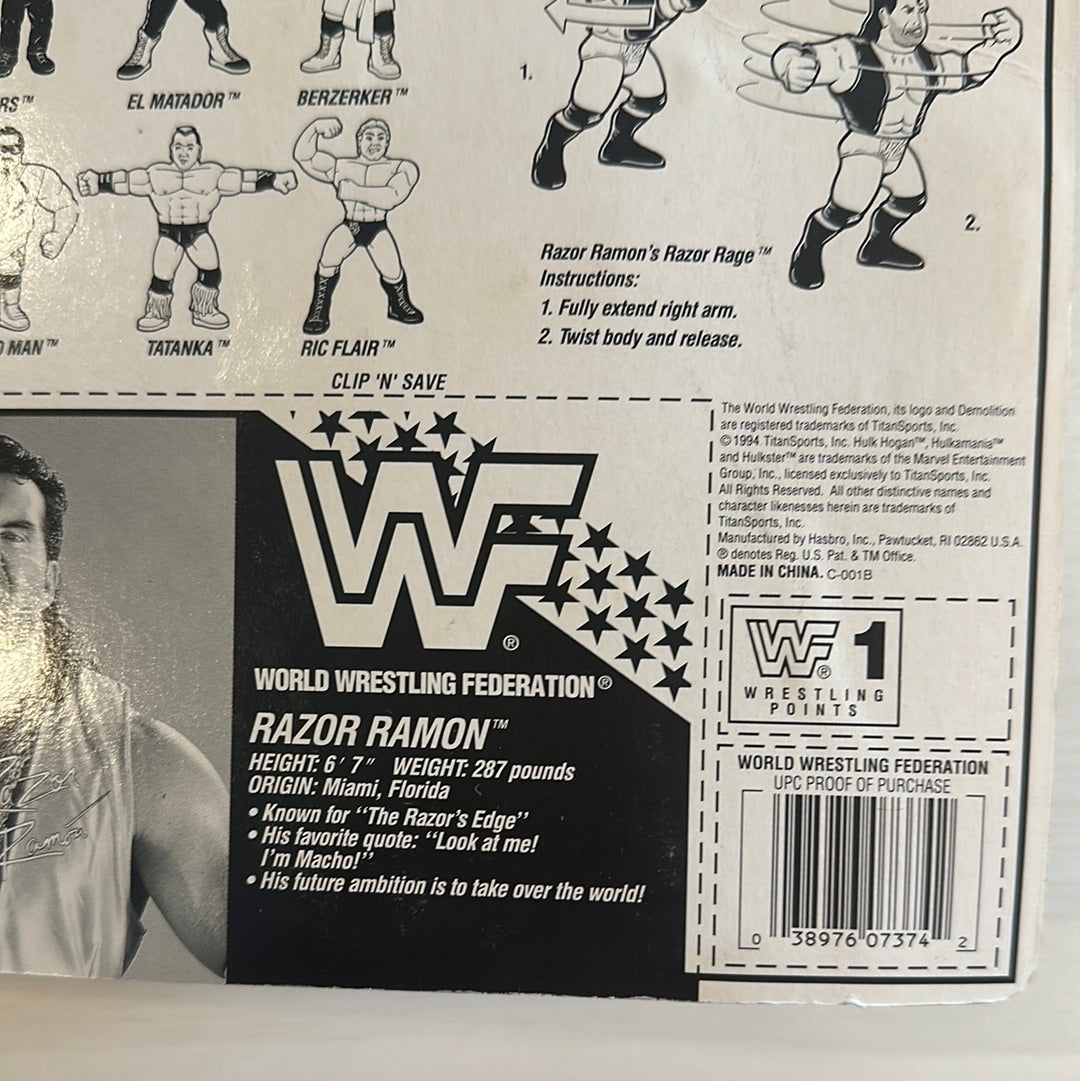 RS™ EL MATADOR™ BERZERKER™
1.
2.
MAN™ TATANKA™ RIC FLAIR™
Razor Ramon's Razor Rage™
Instructions:
1. Fully extend right arm.
2. Twist body and release.
CLIP 'N' SAVE
WF®
WORLD WRESTLING FEDERATION®
RAZOR RAMON™
HEIGHT: 6' 7" WEIGHT: 287 pounds
ORIGIN: Miami, Florida
• Known for "The Razor's Edge"
• His favorite quote: "Look at me!
I'm Macho!"
• His future ambition is to take over the world!
Razor
Ramon
The World Wrestling Federation, its logo and Demolition
are registered trademarks of TitanSports, Inc.
© 1994 TitanSports, Inc. Hulk Hogan™, Hulkamania™
and Hulkster™ are trademarks of the Marvel Entertainment
Group, Inc., licensed exclusively to TitanSports, Inc.
All Rights Reserved. All other distinctive names and
character likenesses herein are trademarks of
TitanSports, Inc.
Manufactured by Hasbro, Inc., Pawtucket, RI 02862 U.S.A.
® denotes Reg. U.S. Pat. & TM Office.
MADE IN CHINA. C-001B
WF® 1
WRESTLING
POINTS
WORLD WRESTLING FEDERATION
UPC PROOF OF PURCHASE
0 38976 07374 2